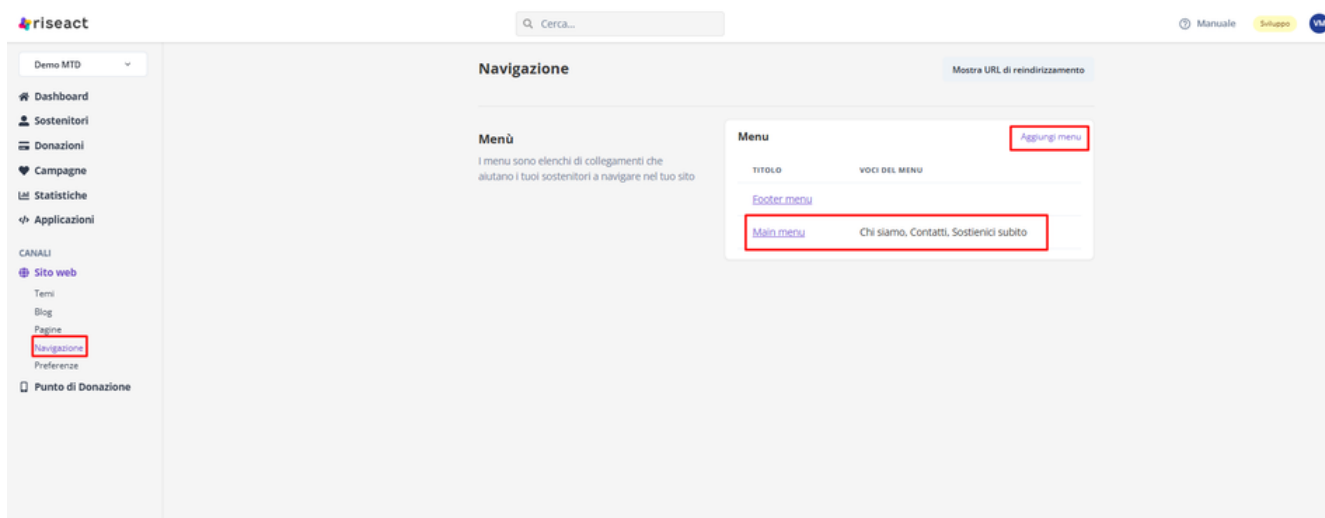 riseact
Cerca...
Manuale
Sviluppo
VM
Demo MTD
Dashboard
Sostenitori
Donazioni
Campagne
Statistiche
Applicazioni
CANALI
Sito web
Temi
Blog
Pagine
Navigazione
Preferenze
Punto di Donazione
Navigazione
Mostra URL di reindirizzamento
Menù
I menu sono elenchi di collegamenti che
aiutano i tuoi sostenitori a navigare nel tuo sito
Menu
Aggiungi menu
TITOLO VOCI DEL MENU
Footer menu
Main menu Chi siamo, Contatti, Sostienici subito